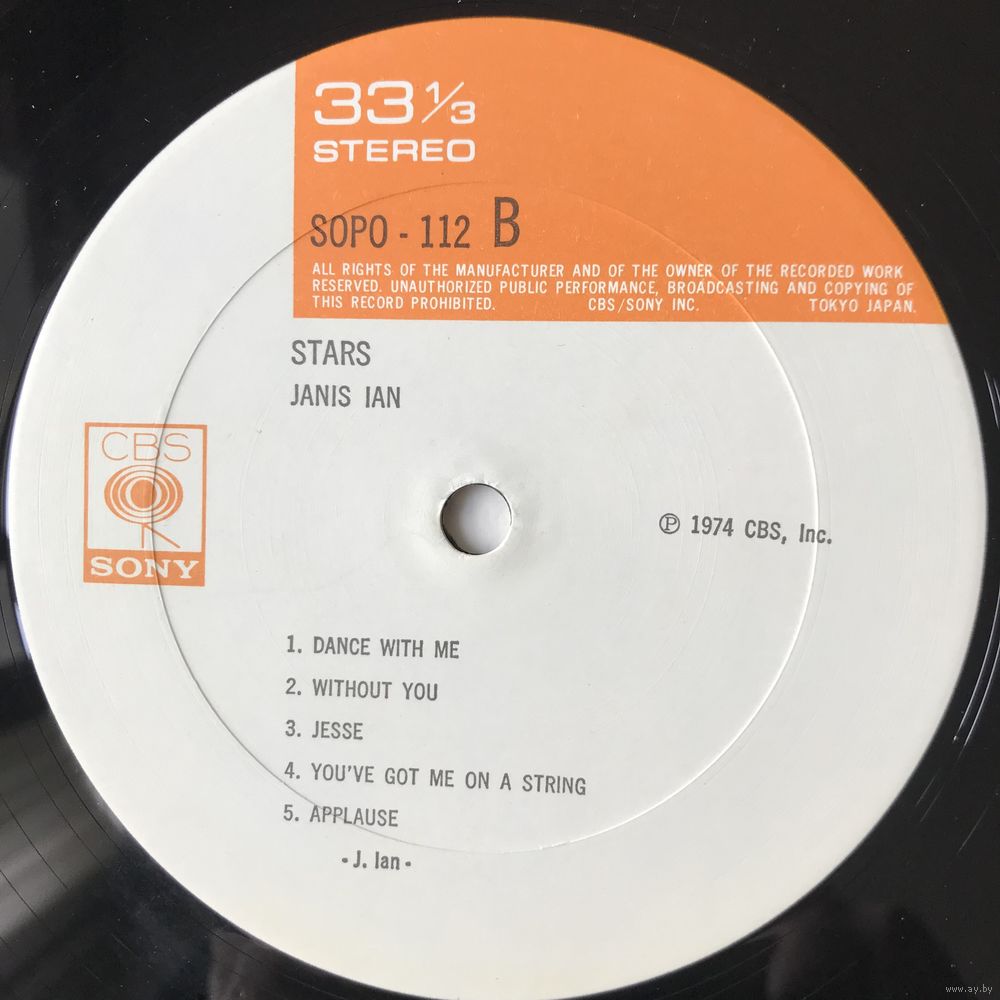 33 1/3
STEREO
SOPO - 112 B
ALL RIGHTS OF THE MANUFACTURER AND OF THE OWNER OF THE RECORDED WORK
RESERVED. UNAUTHORIZED PUBLIC PERFORMANCE, BROADCASTING AND COPYING OF
THIS RECORD PROHIBITED. CBS/SONY INC. TOKYO JAPAN.
STARS
JANIS IAN
CBS
SONY
℗ 1974 CBS, Inc.
1. DANCE WITH ME
2. WITHOUT YOU
3. JESSE
4. YOU'VE GOT ME ON A STRING
5. APPLAUSE
-J. Ian-
www.ay.by